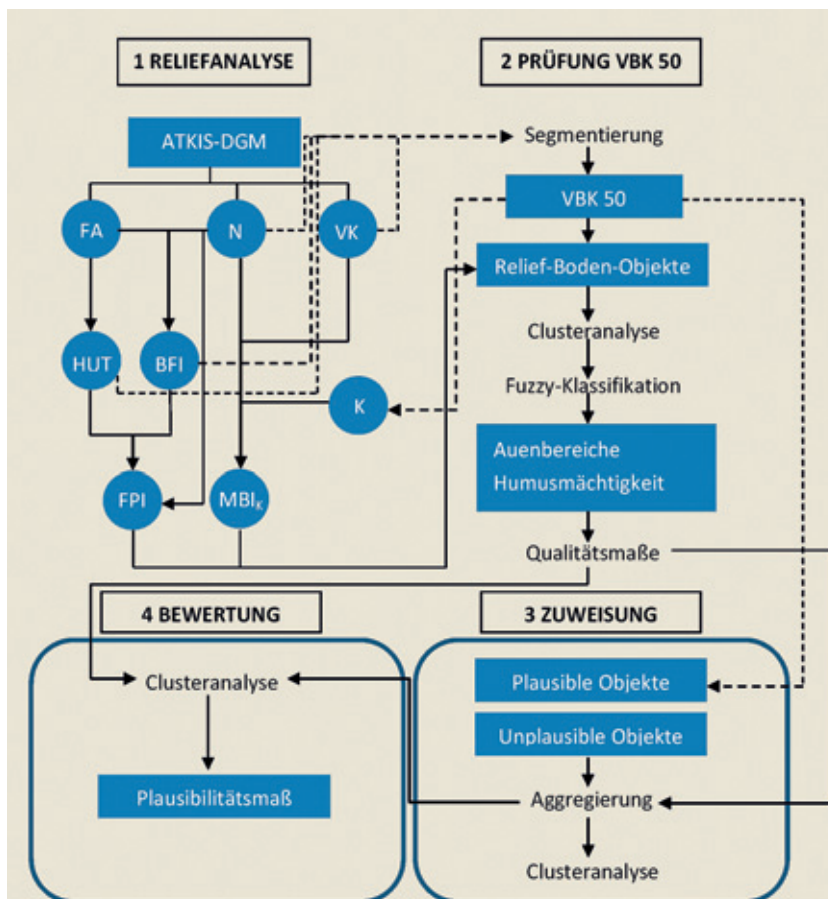 1 RELIEFANALYSE
ATKIS-DGM
FA
N
VK
HUT
BFI
K
FPI
MBIK
2 PRÜFUNG VBK 50
Segmentierung
VBK 50
Relief-Boden-Objekte
Clusteranalyse
Fuzzy-Klassifikation
Auenbereiche
Humusmächtigkeit
Qualitätsmaße
3 ZUWEISUNG
Plausible Objekte
Unplausible Objekte
Aggregierung
Clusteranalyse
4 BEWERTUNG
Clusteranalyse
Plausibilitätsmaß